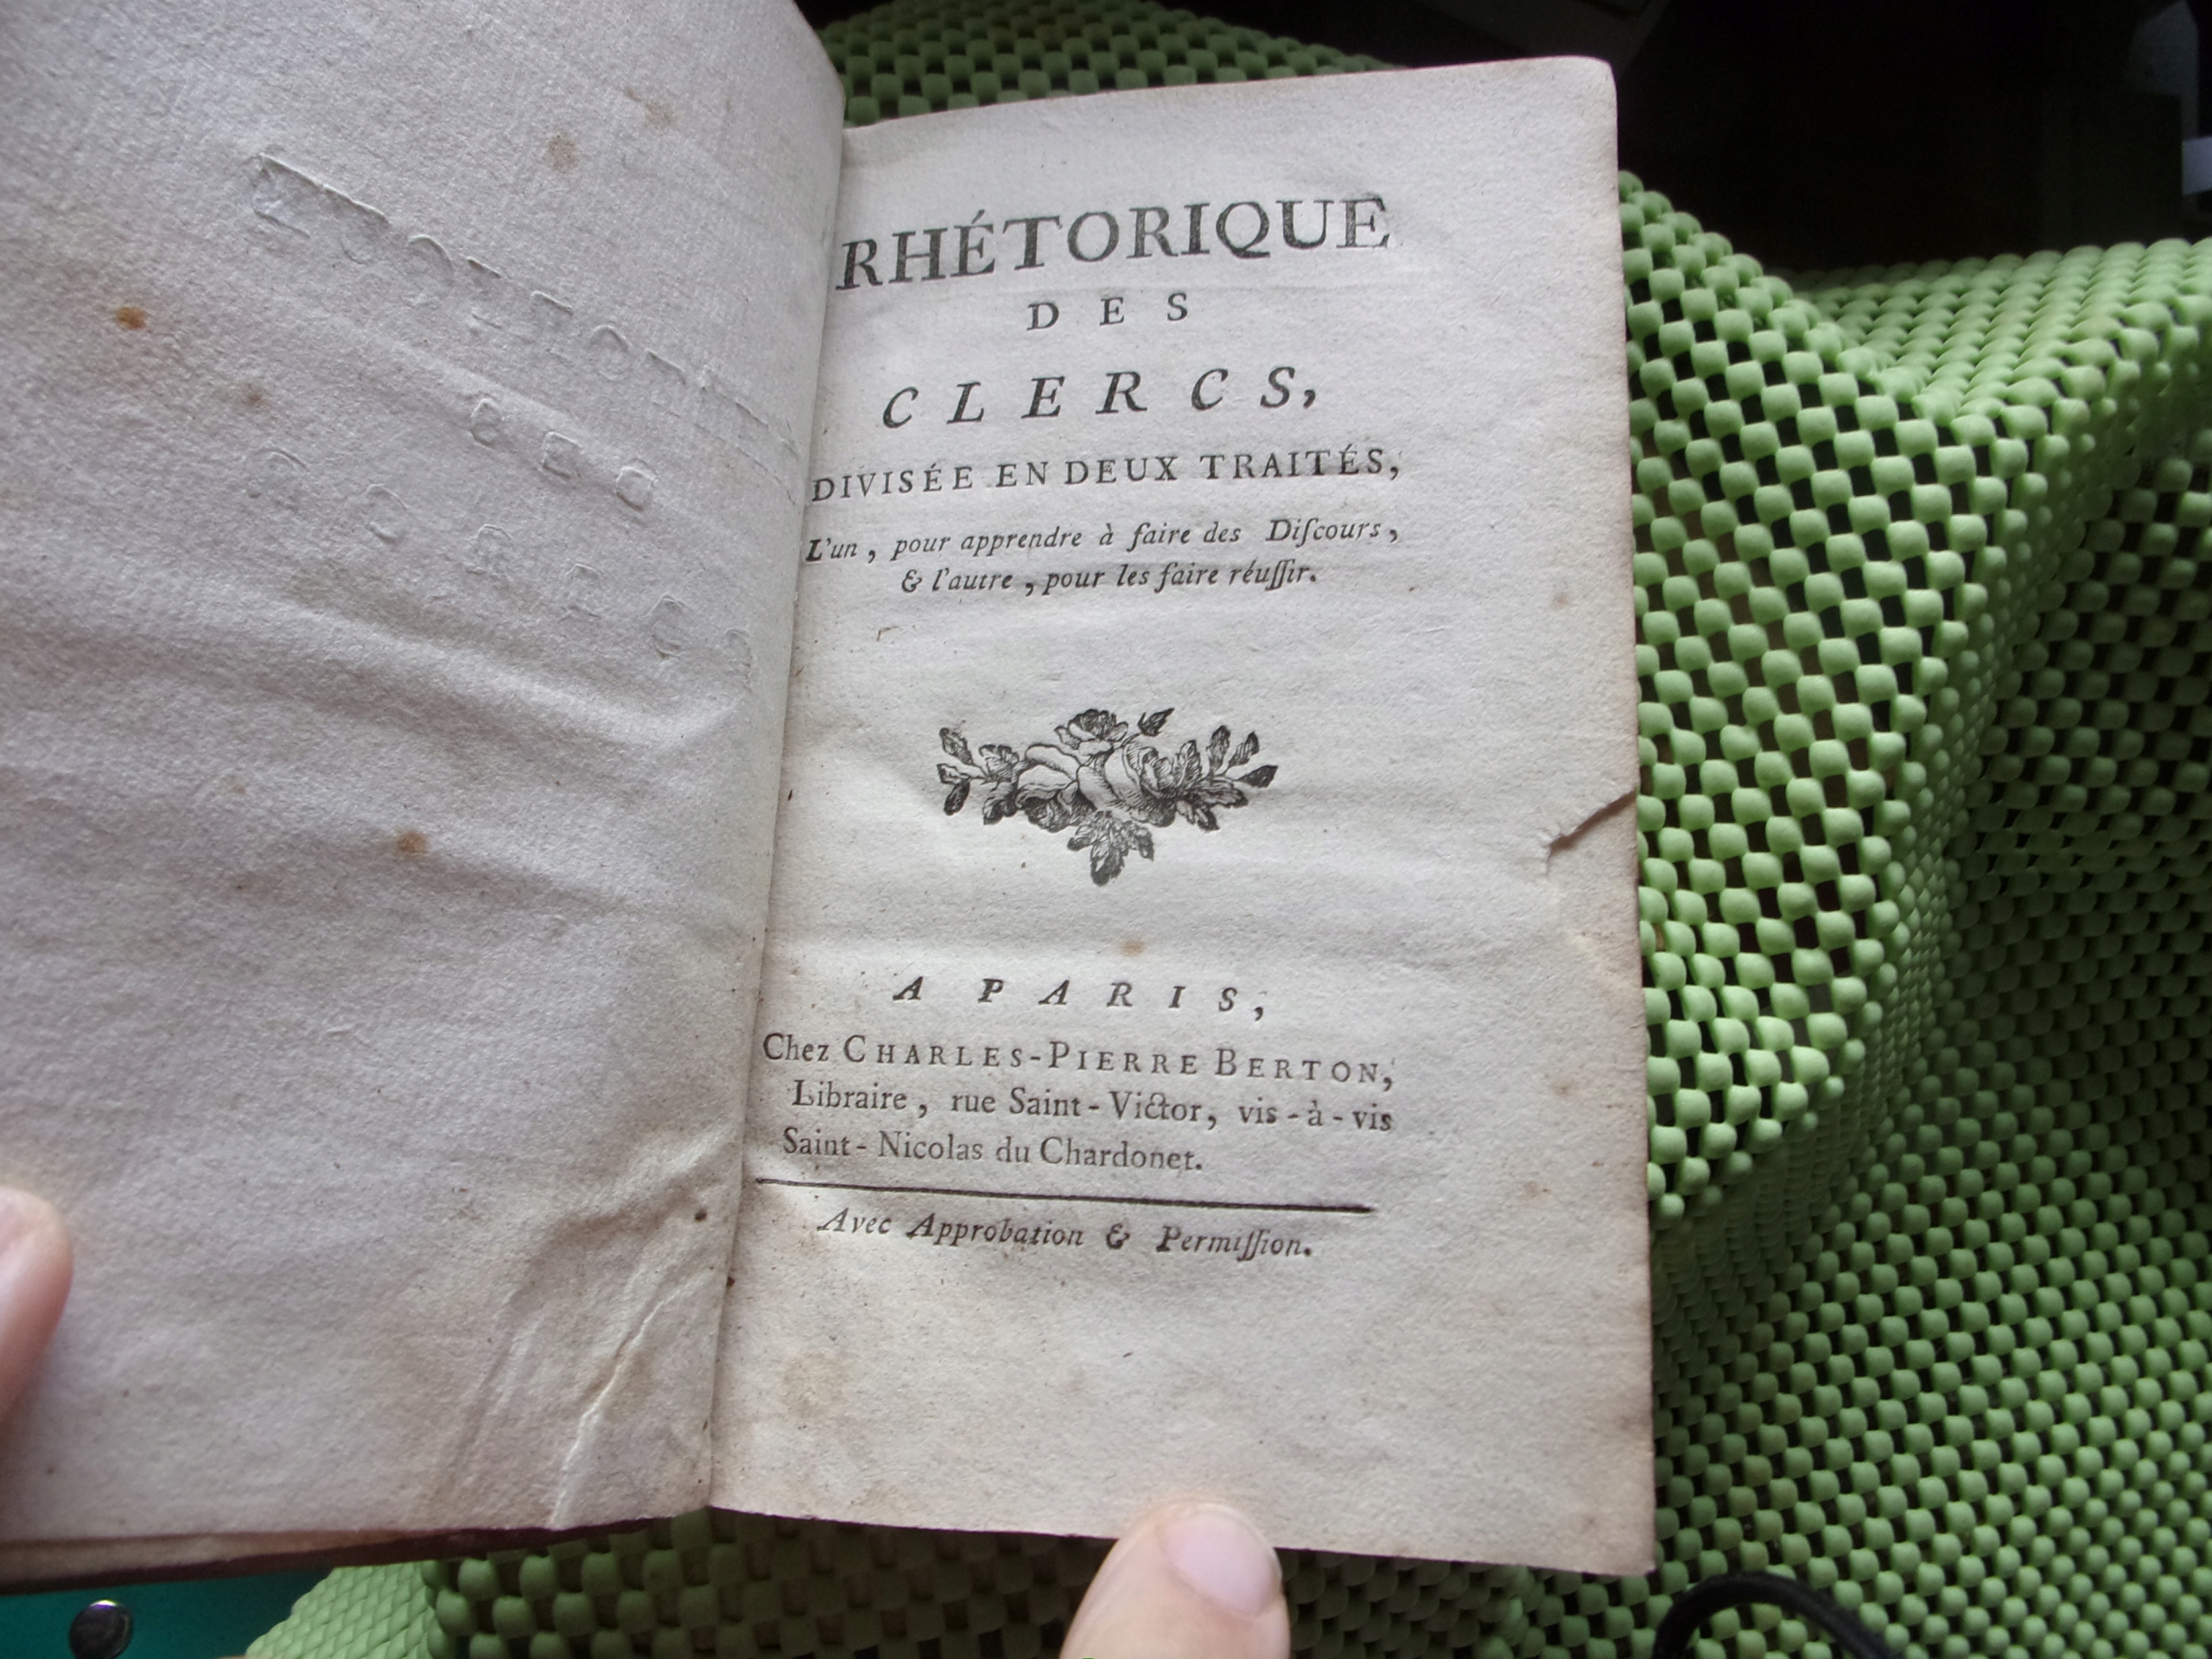 RHÉTORIQUE
DES
CLERCS,
DIVISÉE EN DEUX TRAITÉS,
L'un, pour apprendre à faire des Diſcours,
& l'autre, pour les faire réuſſir.
A PARIS,
Chez CHARLES-PIERRE BERTON,
Libraire, rue Saint-Victor, vis-à-vis
Saint-Nicolas du Chardonet.
Avec Approbation & Permiſſion.